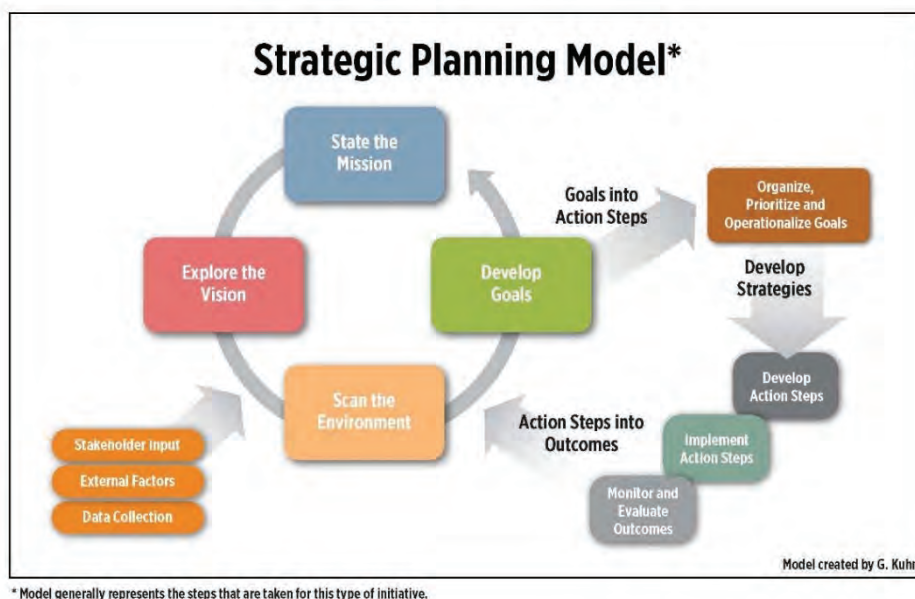 Strategic Planning Model*
State the
Mission
Explore the
Vision
Develop
Goals
Scan the
Environment
Stakeholder Input
External Factors
Data Collection
Goals into
Action Steps
Organize,
Prioritize and
Operationalize Goals
Develop
Strategies
Develop
Action Steps
Implement
Action Steps
Monitor and
Evaluate
Outcomes
Action Steps into
Outcomes
Model created by G. Kuhn
* Model generally represents the steps that are taken for this type of initiative.